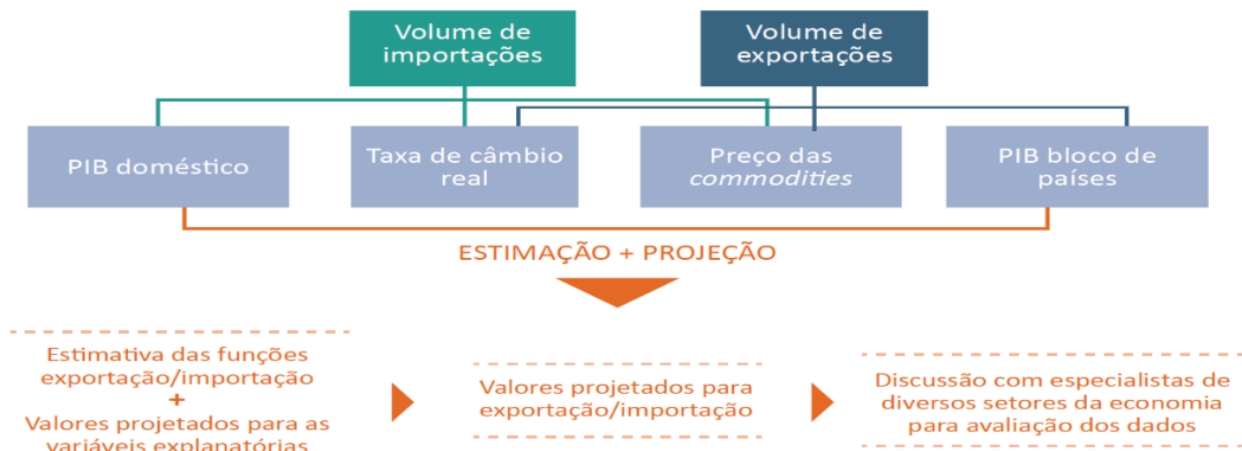 Volume de
importações
Volume de
exportações
PIB doméstico
Taxa de câmbio
real
Preço das
commodities
PIB bloco de
países
ESTIMAÇÃO + PROJEÇÃO
Estimativa das funções
exportação/importação
+
Valores projetados para as
variáveis explanatórias
Valores projetados para
exportação/importação
Discussão com especialistas de
diversos setores da economia
para avaliação dos dados